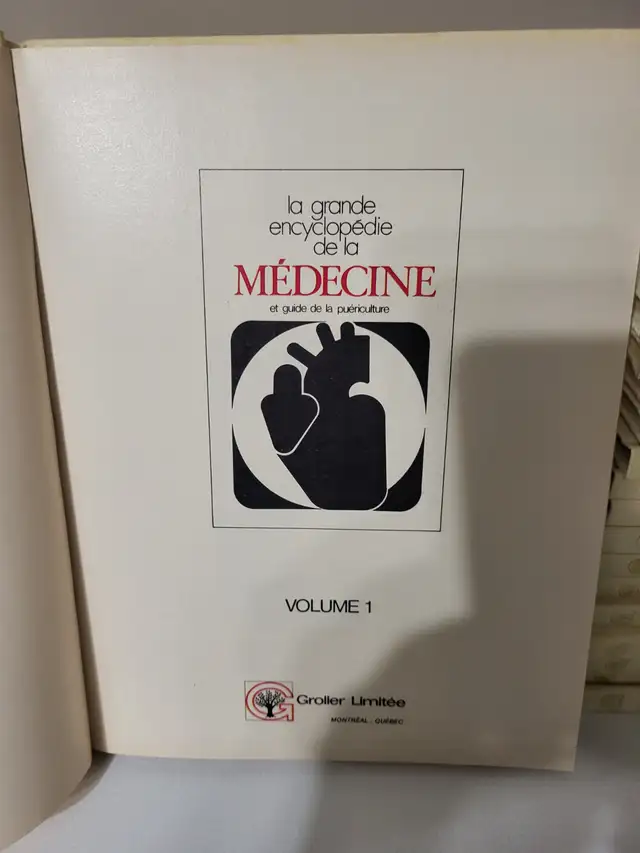 la grande
encyclopédie
de la
MÉDECINE
et guide de la puériculture
VOLUME 1
G
Grolier Limitée
MONTRÉAL, QUÉBEC